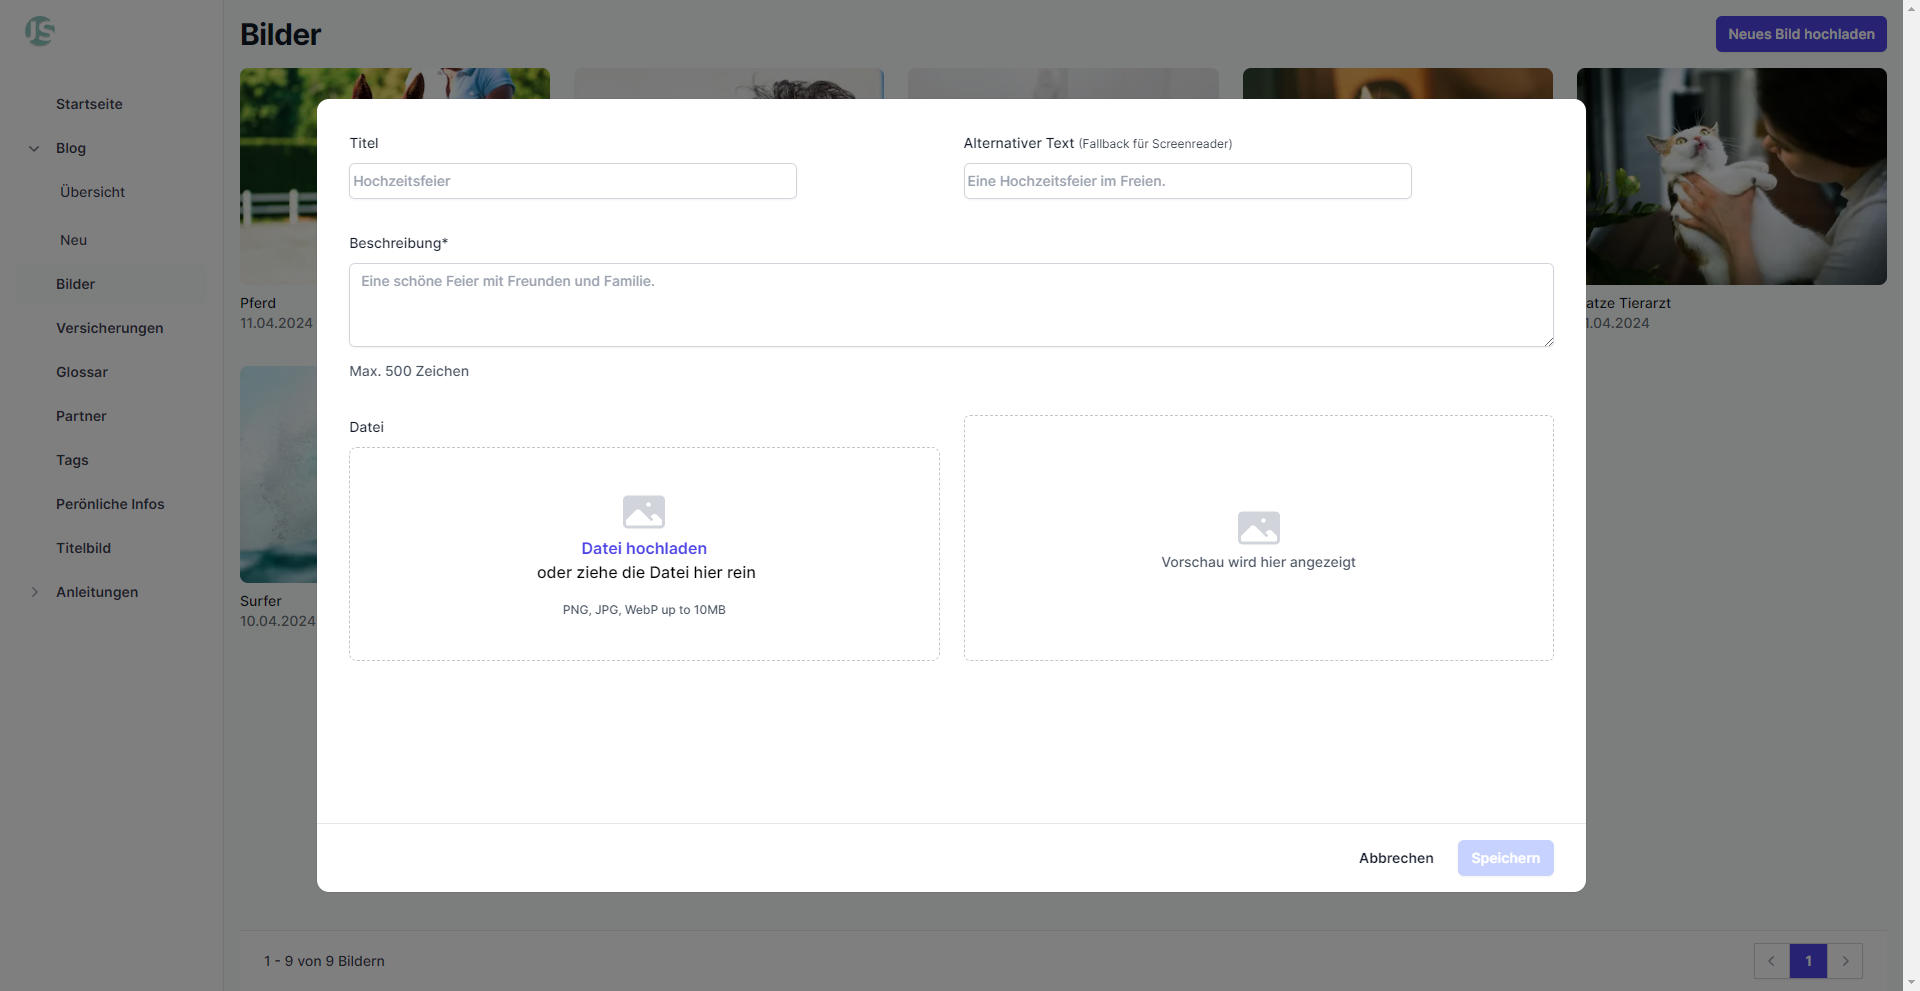 JS
Bilder
Neues Bild hochladen
Startseite
Blog
Übersicht
Neu
Bilder
Versicherungen
Glossar
Partner
Tags
Perönliche Infos
Titelbild
Anleitungen
Pferd
11.04.2024
atze Tierarzt
1.04.2024
Surfer
10.04.2024
Titel
Hochzeitsfeier
Alternativer Text (Fallback für Screenreader)
Eine Hochzeitsfeier im Freien.
Beschreibung*
Eine schöne Feier mit Freunden und Familie.
Max. 500 Zeichen
Datei
Datei hochladen
oder ziehe die Datei hier rein
PNG, JPG, WebP up to 10MB
Vorschau wird hier angezeigt
Abbrechen
Speichern
1 - 9 von 9 Bildern
1